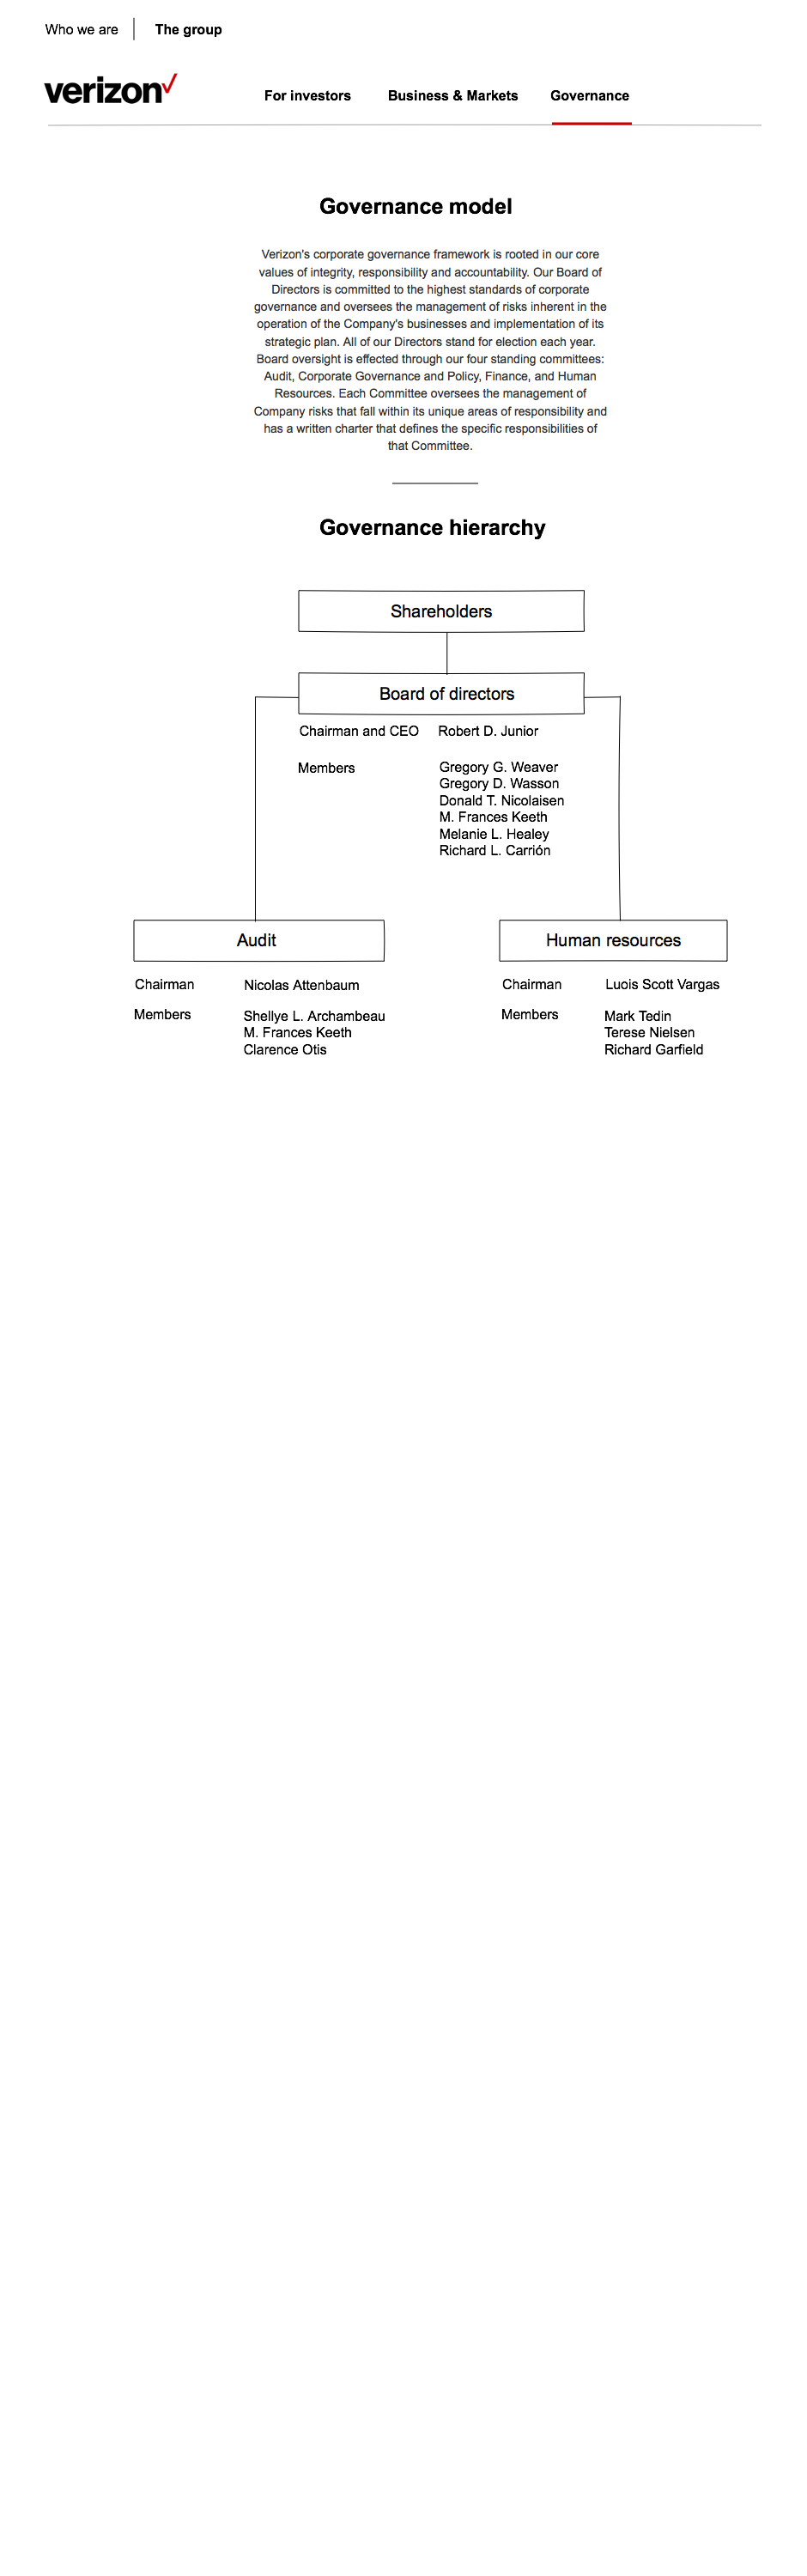 Who we are
The group
verizon
For investors
Business & Markets
Governance
Governance model
Verizon's corporate governance framework is rooted in our core
values of integrity, responsibility and accountability. Our Board of
Directors is committed to the highest standards of corporate
governance and oversees the management of risks inherent in the
operation of the Company's businesses and implementation of its
strategic plan. All of our Directors stand for election each year.
Board oversight is effected through our four standing committees:
Audit, Corporate Governance and Policy, Finance, and Human
Resources. Each Committee oversees the management of
Company risks that fall within its unique areas of responsibility and
has a written charter that defines the specific responsibilities of
that Committee.
Governance hierarchy
Shareholders
Board of directors
Chairman and CEO Robert D. Junior
Members
Gregory G. Weaver
Gregory D. Wasson
Donald T. Nicolaisen
M. Frances Keeth
Melanie L. Healey
Richard L. Carrión
Audit
Chairman Nicolas Attenbaum
Members
Shellye L. Archambeau
M. Frances Keeth
Clarence Otis
Human resources
Chairman Luois Scott Vargas
Members
Mark Tedin
Terese Nielsen
Richard Garfield